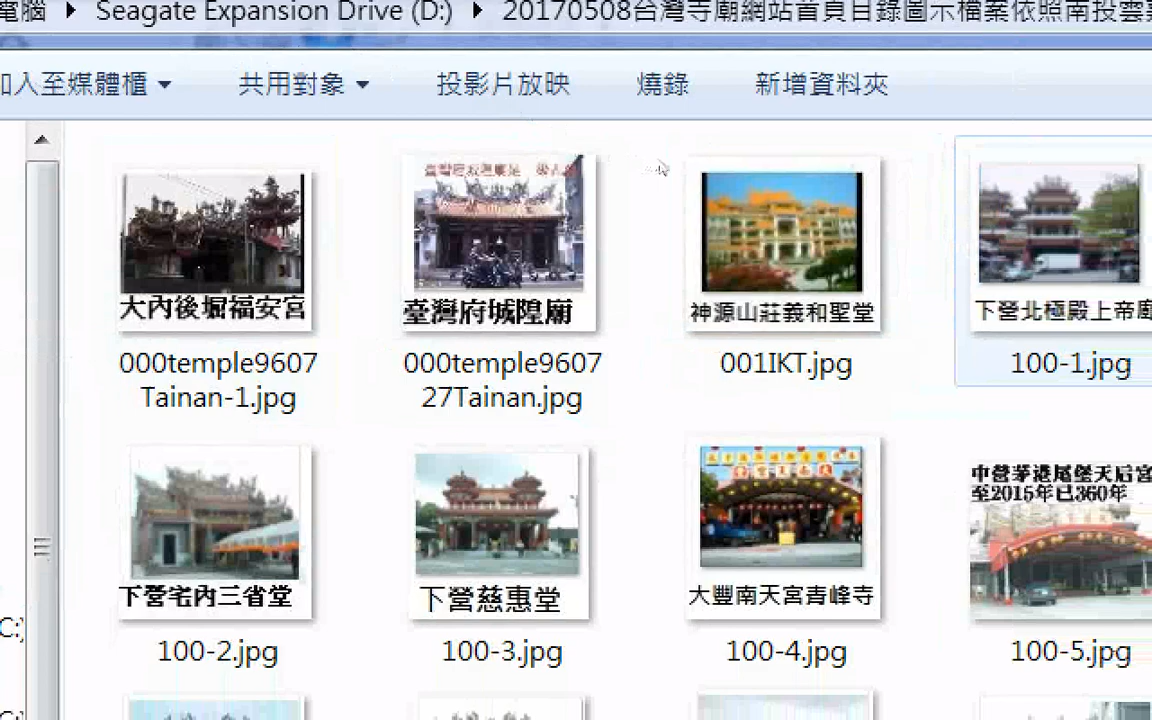 電腦 ▸ Seagate Expansion Drive (D:) ▸ 20170508台灣寺廟網站首頁目錄圖示檔案依照南投雲
加入至媒體櫃 共用對象 投影片放映 燒錄 新增資料夾
大內後堀福安宮
臺灣府城隍廟
神源山莊義和聖堂
下營北極殿上帝廟
000temple9607
Tainan-1.jpg
000temple9607
27Tainan.jpg
001IKT.jpg
100-1.jpg
下營宅內三省堂
下營慈惠堂
大豐南天宮青峰寺
中營茅港尾堡天后宮
至2015年已360年
100-2.jpg
100-3.jpg
100-4.jpg
100-5.jpg
C:)